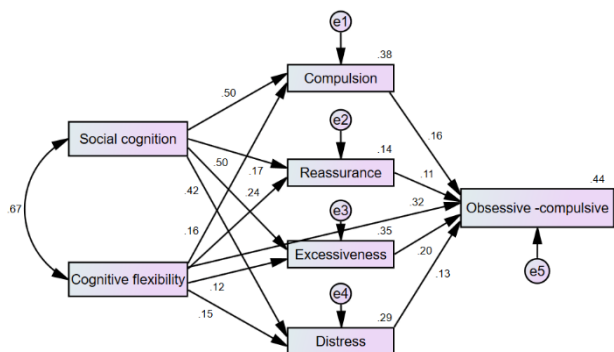 e1
.38
Compulsion
.50
e2
.16
Social cognition
.14
.50
.17
Reassurance
.11
.44
.42
.24
.32
Obsessive -compulsive
.67
e3
.35
.16
Excessiveness
.20
Cognitive flexibility
.12
e4
.13
e5
.15
.29
Distress